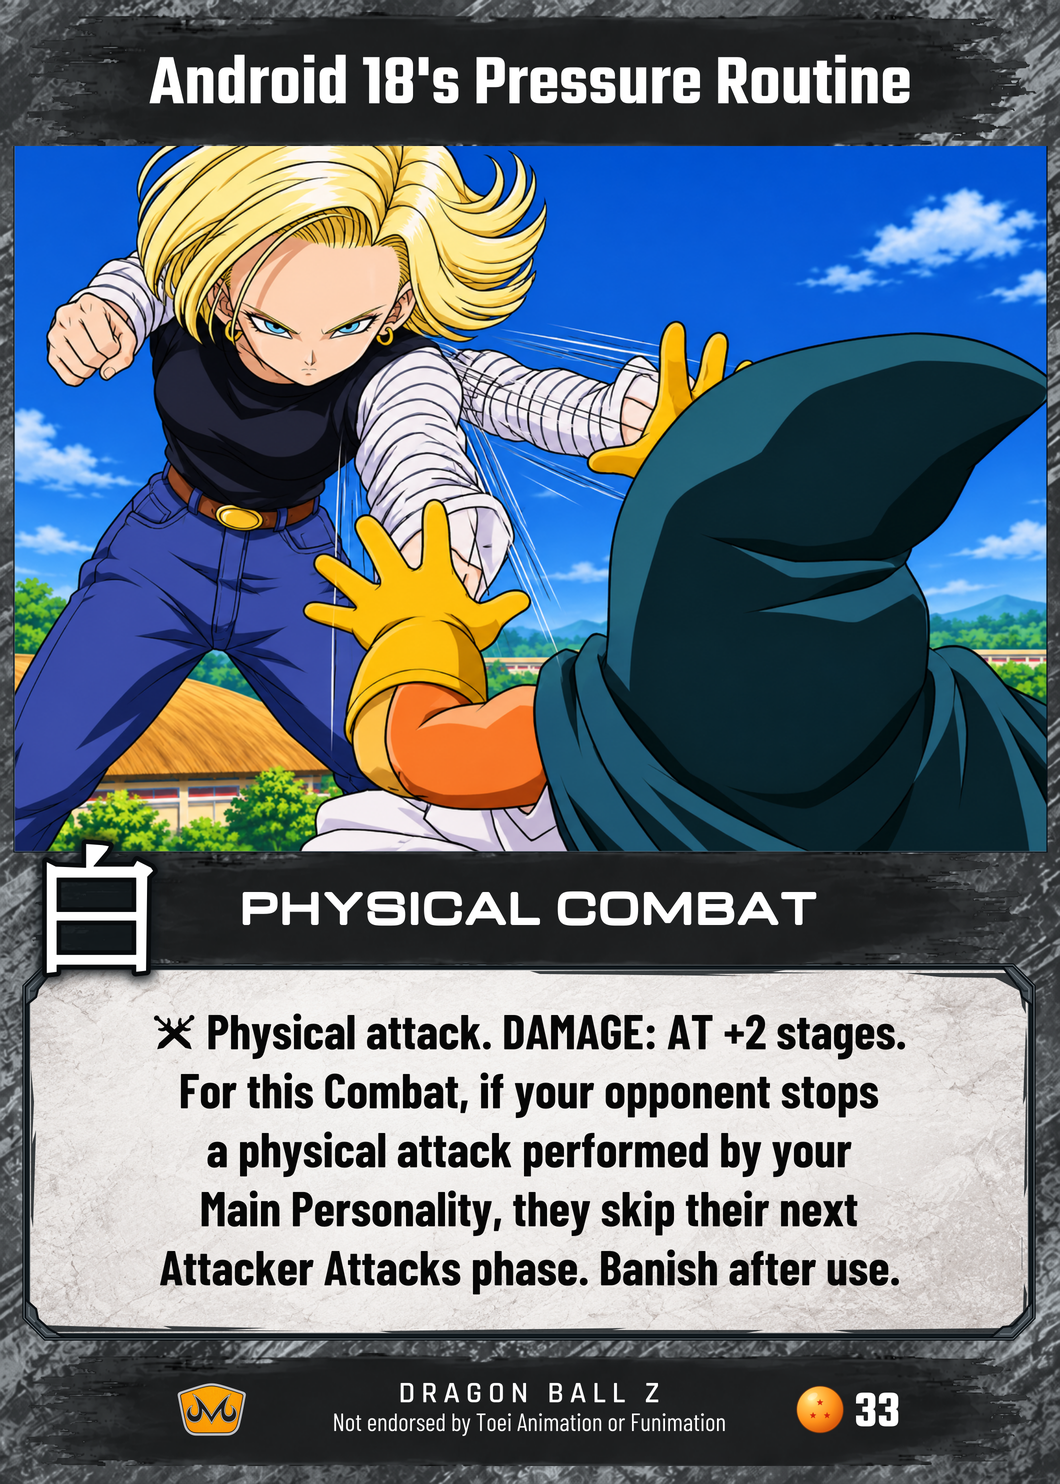 Android 18's Pressure Routine
白
PHYSICAL COMBAT
Physical attack. DAMAGE: AT +2 stages.
For this Combat, if your opponent stops
a physical attack performed by your
Main Personality, they skip their next
Attacker Attacks phase. Banish after use.
DRAGON BALL Z
Not endorsed by Toei Animation or Funimation
33